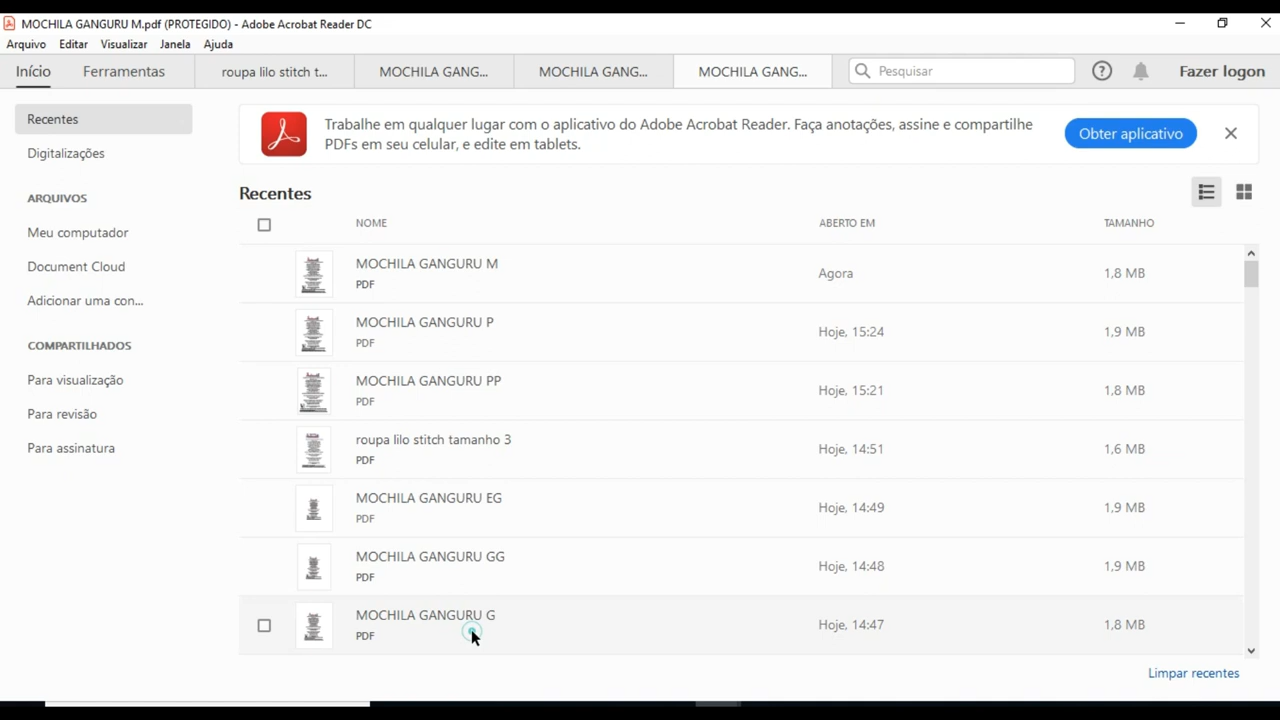 MOCHILA GANGURU M.pdf (PROTEGIDO) - Adobe Acrobat Reader DC
Arquivo Editar Visualizar Janela Ajuda
Início Ferramentas roupa lilo stitch t... MOCHILA GANG... MOCHILA GANG... MOCHILA GANG... Pesquisar Fazer logon
Recentes
Digitalizações
ARQUIVOS
Meu computador
Document Cloud
Adicionar uma con...
COMPARTILHADOS
Para visualização
Para revisão
Para assinatura
Trabalhe em qualquer lugar com o aplicativo do Adobe Acrobat Reader. Faça anotações, assine e compartilhe
PDFs em seu celular, e edite em tablets.
Obter aplicativo
Recentes
NOME ABERTO EM TAMANHO
MOCHILA GANGURU M
PDF
Agora 1,8 MB
MOCHILA GANGURU P
PDF
Hoje, 15:24 1,9 MB
MOCHILA GANGURU PP
PDF
Hoje, 15:21 1,8 MB
roupa lilo stitch tamanho 3
PDF
Hoje, 14:51 1,6 MB
MOCHILA GANGURU EG
PDF
Hoje, 14:49 1,9 MB
MOCHILA GANGURU GG
PDF
Hoje, 14:48 1,9 MB
MOCHILA GANGURU G
PDF
Hoje, 14:47 1,8 MB
Limpar recentes